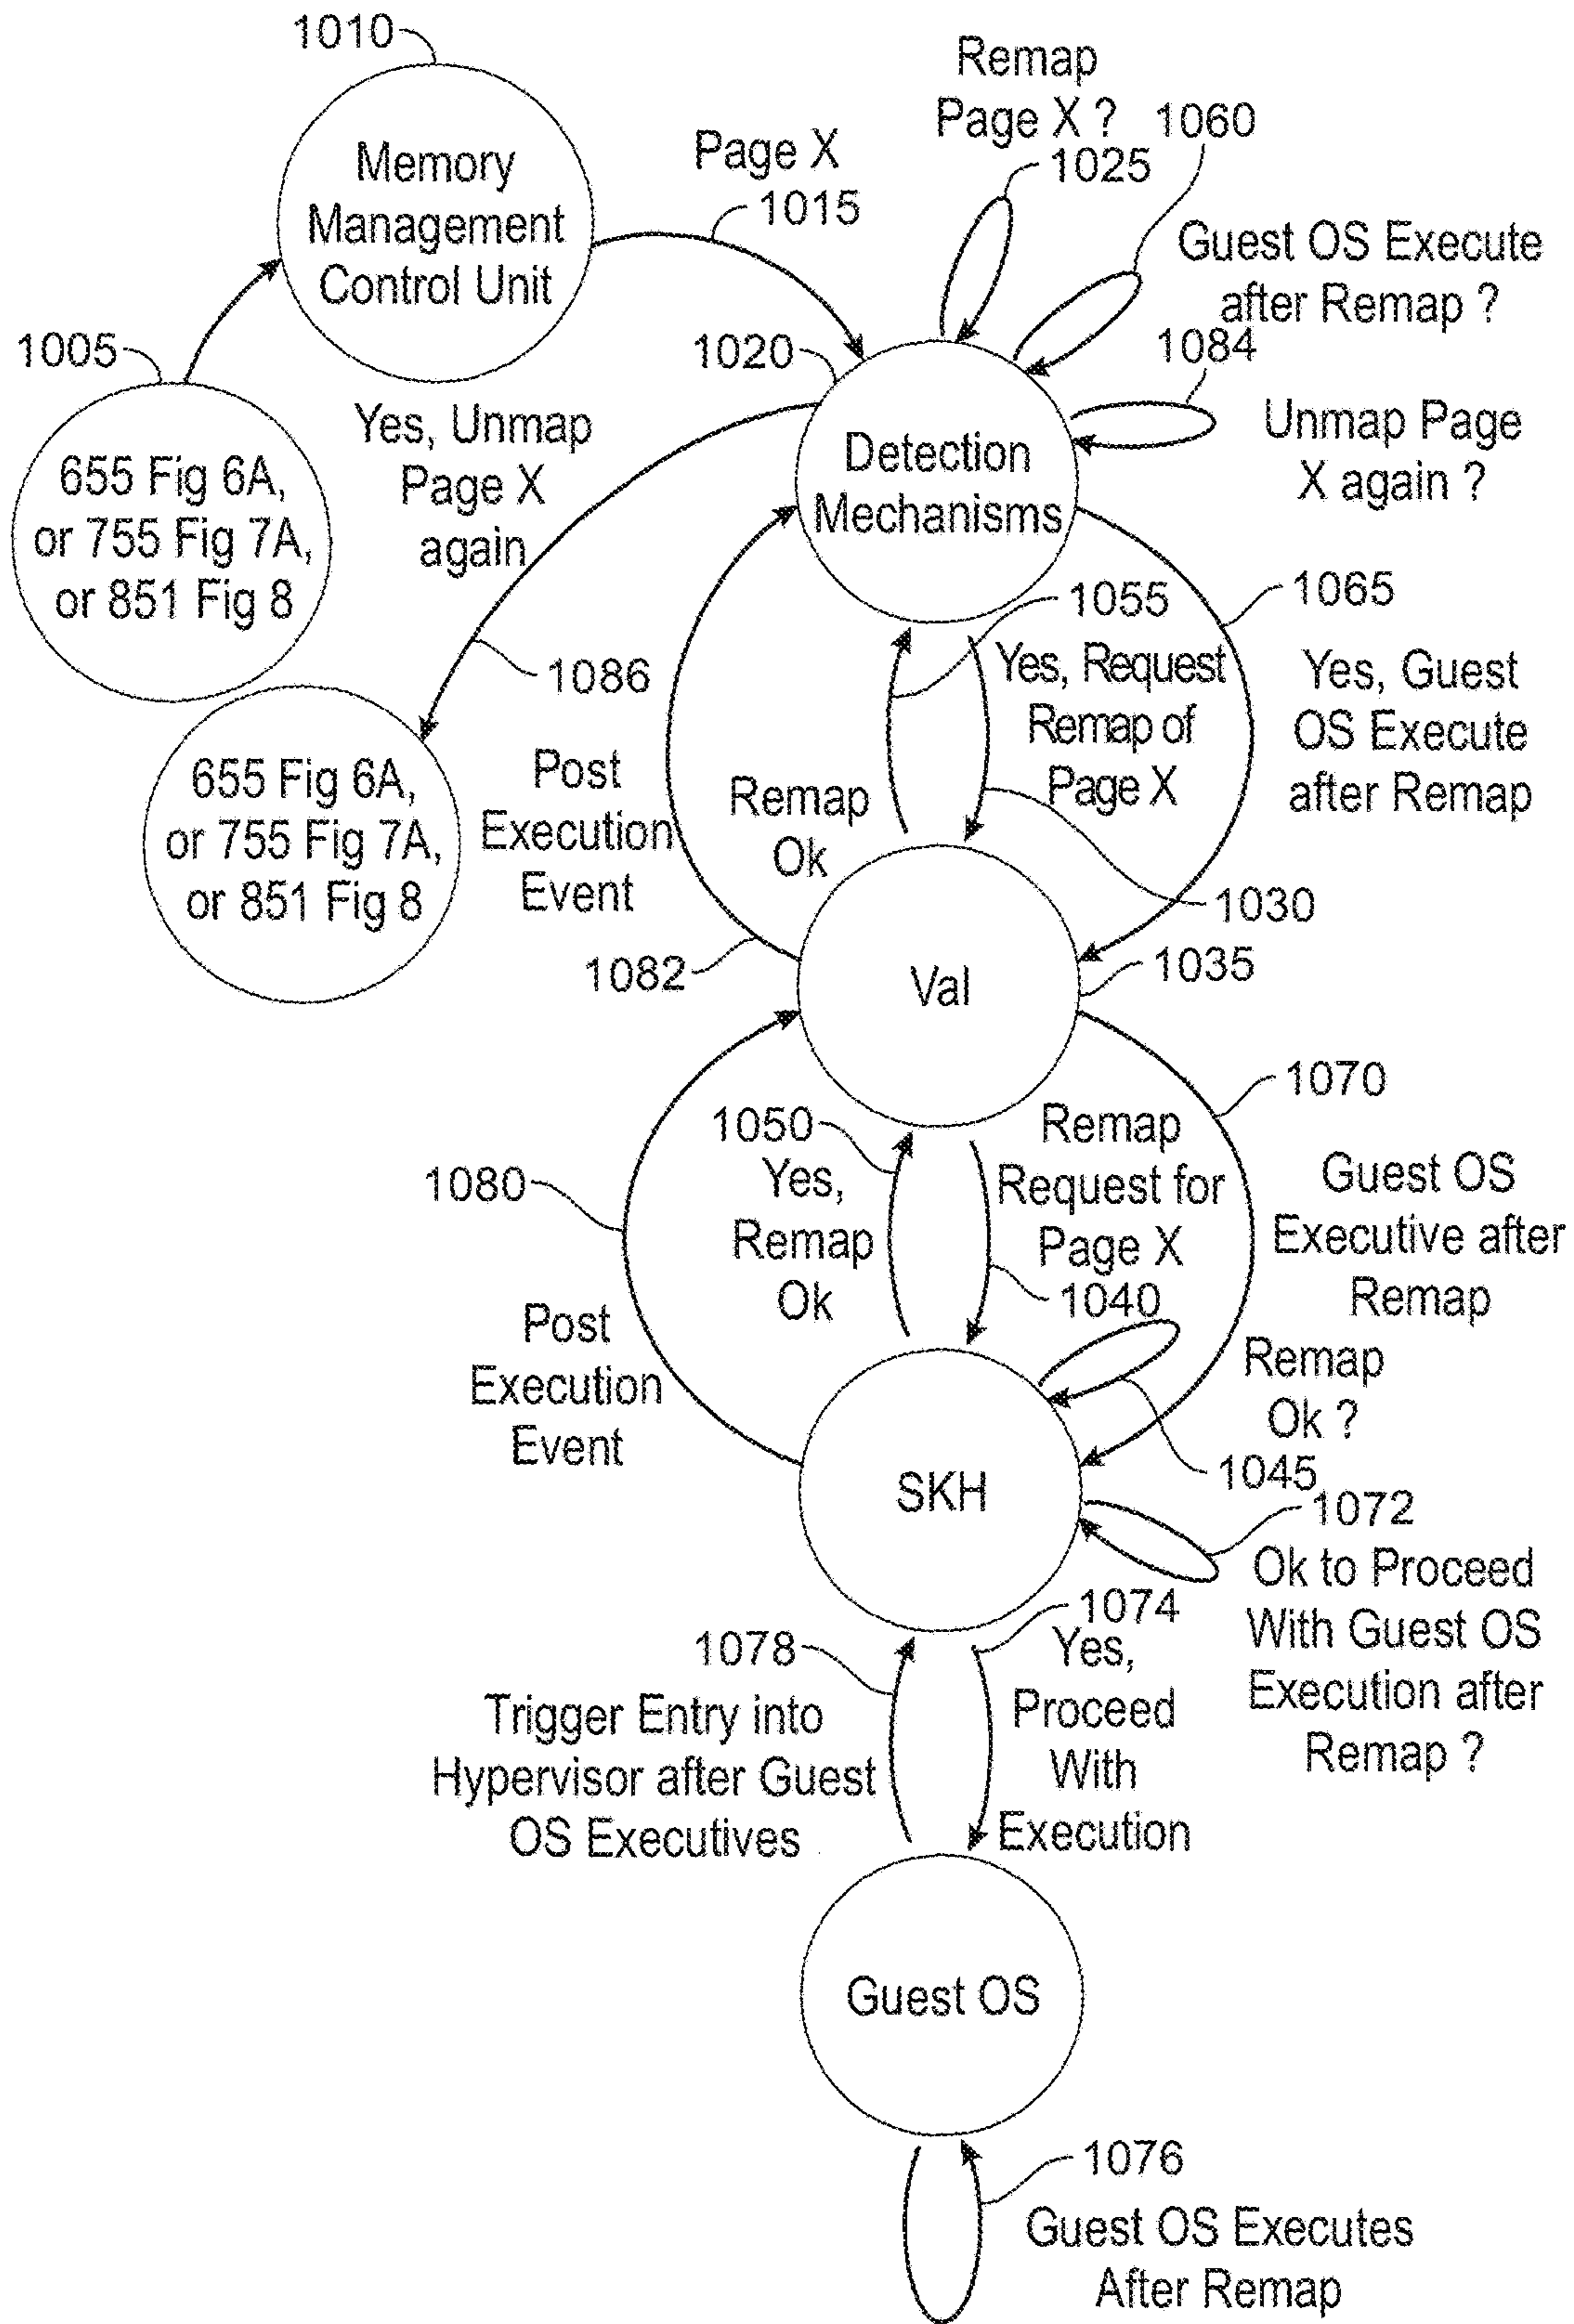 1010
Memory
Management
Control Unit
Page X
1015
Remap
Page X ?
1025
1060
Guest OS Execute
after Remap ?
1084
Unmap Page
X again ?
1005
655 Fig 6A,
or 755 Fig 7A,
or 851 Fig 8
Yes, Unmap
Page X
again
1020
Detection
Mechanisms
1086
655 Fig 6A,
or 755 Fig 7A,
or 851 Fig 8
Post
Execution
Event
1082
Remap
Ok
1055
Yes, Request
Remap of
Page X
1030
1065
Yes, Guest
OS Execute
after Remap
Val
1035
1070
Guest OS
Executive after
Remap
1080
Post
Execution
Event
1050
Yes,
Remap
Ok
Remap
Request for
Page X
1040
Remap
Ok ?
1045
SKH
1072
Ok to Proceed
With Guest OS
Execution after
Remap ?
1078
Trigger Entry into
Hypervisor after Guest
OS Executives
1074
Yes,
Proceed
With
Execution
Guest OS
1076
Guest OS Executes
After Remap